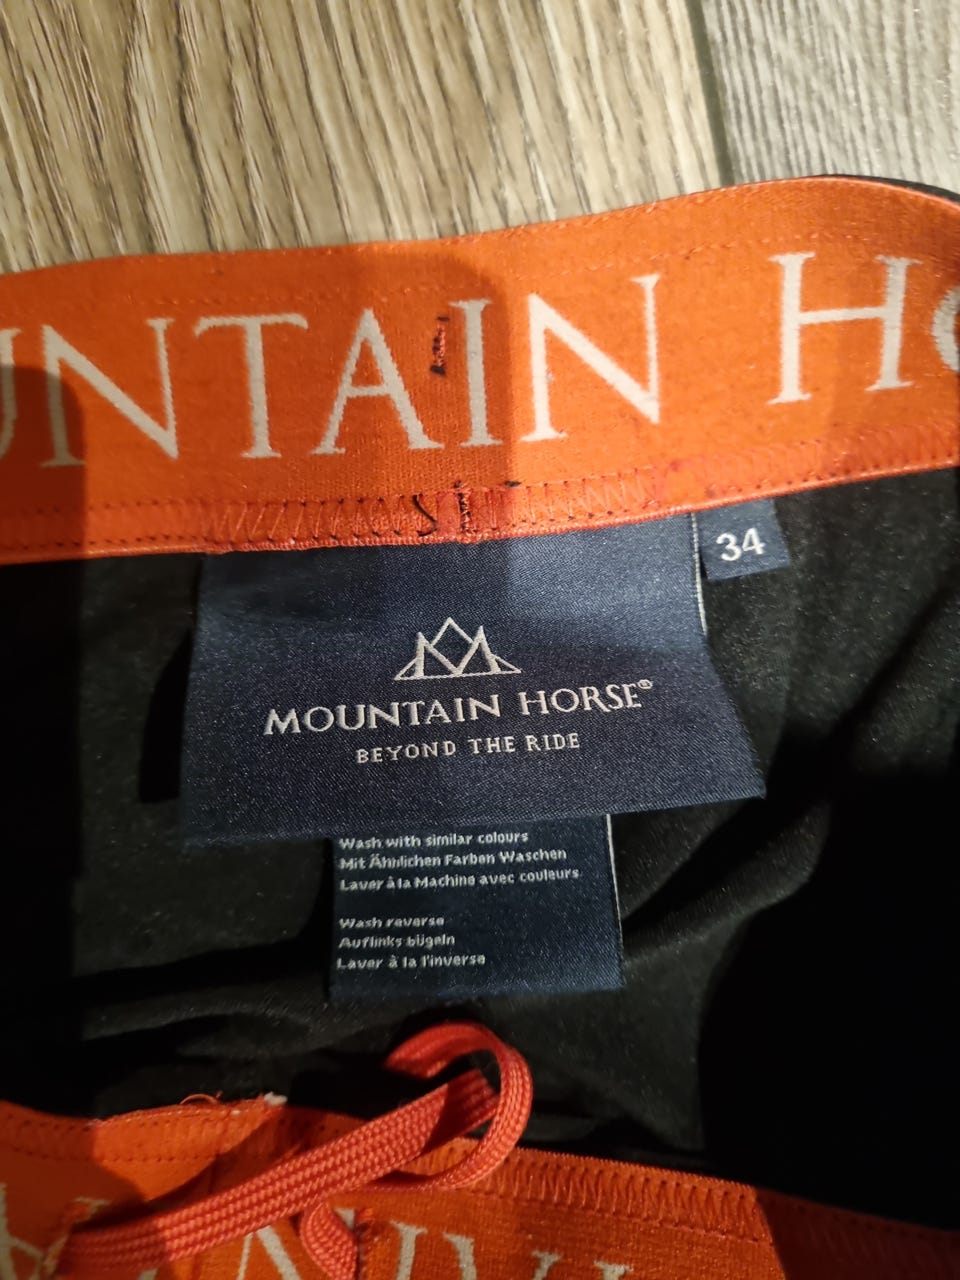 UNTAIN HO
34
MOUNTAIN HORSE®
BEYOND THE RIDE
Wash with similar colours
Mit Ähnlichen Farben Waschen
Laver à la Machine avec couleurs
Wash reverse
Auflinks bügeln
Laver à la l'inverse